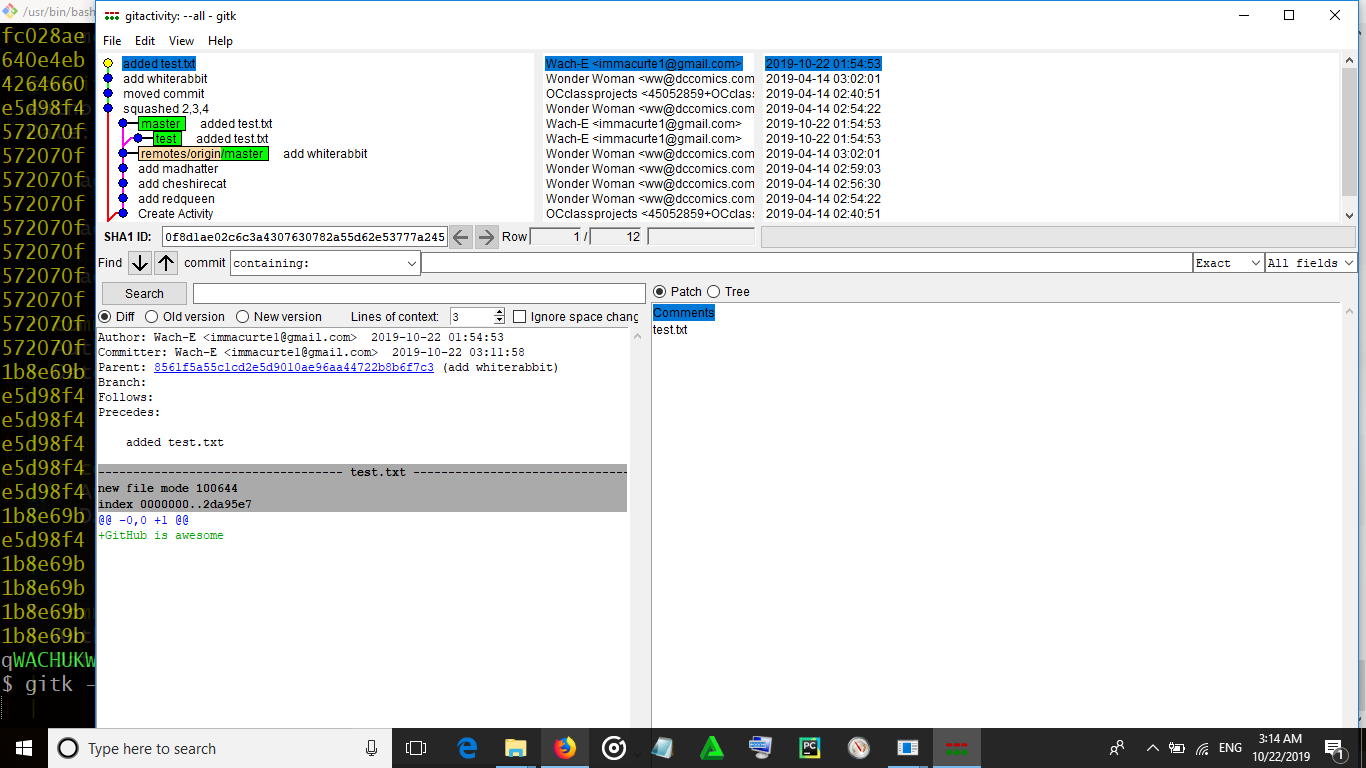 /usr/bin/bash
gitactivity: --all - gitk
File Edit View Help
added test.txt Wach-E <immacurte1@gmail.com> 2019-10-22 01:54:53
add whiterabbit Wonder Woman <ww@dccomics.com 2019-04-14 03:02:01
moved commit OCclassprojects <45052859+OCclass 2019-04-14 02:40:51
squashed 2,3,4 Wonder Woman <ww@dccomics.com 2019-04-14 02:54:22
master added test.txt Wach-E <immacurte1@gmail.com> 2019-10-22 01:54:53
test added test.txt Wach-E <immacurte1@gmail.com> 2019-10-22 01:54:53
remotes/origin/master add whiterabbit Wonder Woman <ww@dccomics.com 2019-04-14 03:02:01
add madhatter Wonder Woman <ww@dccomics.com 2019-04-14 02:59:03
add cheshirecat Wonder Woman <ww@dccomics.com 2019-04-14 02:56:30
add redqueen Wonder Woman <ww@dccomics.com 2019-04-14 02:54:22
Create Activity OCclassprojects <45052859+OCclass 2019-04-14 02:40:51
SHA1 ID: 0f8d1ae02c6c3a4307630782a55d62e53777a245 Row 1 / 12
Find commit containing: Exact All fields
Search
Diff Old version New version Lines of context: 3 Ignore space chang
Author: Wach-E <immacurte1@gmail.com> 2019-10-22 01:54:53
Committer: Wach-E <immacurte1@gmail.com> 2019-10-22 03:11:58
Parent: 8561f5a55c1cd2e5d9010ae96aa44722b8b6f7c3 (add whiterabbit)
Branch:
Follows:
Precedes:
added test.txt
---------------------------------- test.txt ----------------------------------
new file mode 100644
index 0000000..2da95e7
@@ -0,0 +1 @@
+GitHub is awesome
Patch Tree
Comments
test.txt
fc028ae
640e4eb
4264660
e5d98f4
572070f
572070f
572070f
572070f
572070f
572070f
572070f
572070f
572070f
572070f
1b8e69b
e5d98f4
e5d98f4
e5d98f4
e5d98f4
e5d98f4
1b8e69b
e5d98f4
1b8e69b
1b8e69b
1b8e69b
1b8e69b
qWACHUKW
$ gitk -
Type here to search
PC
ENG
3:14 AM
10/22/2019
1